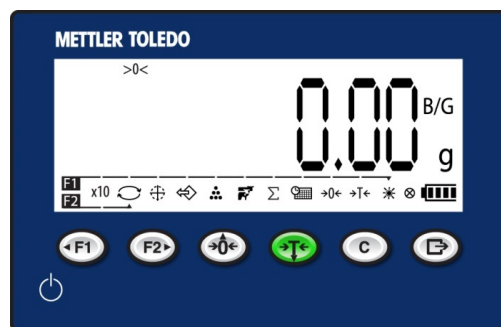 METTLER TOLEDO
>0<
0.00 B/G
g
F1
x10 Σ →0← →T←
F2
F1 F2 →0← →T← C